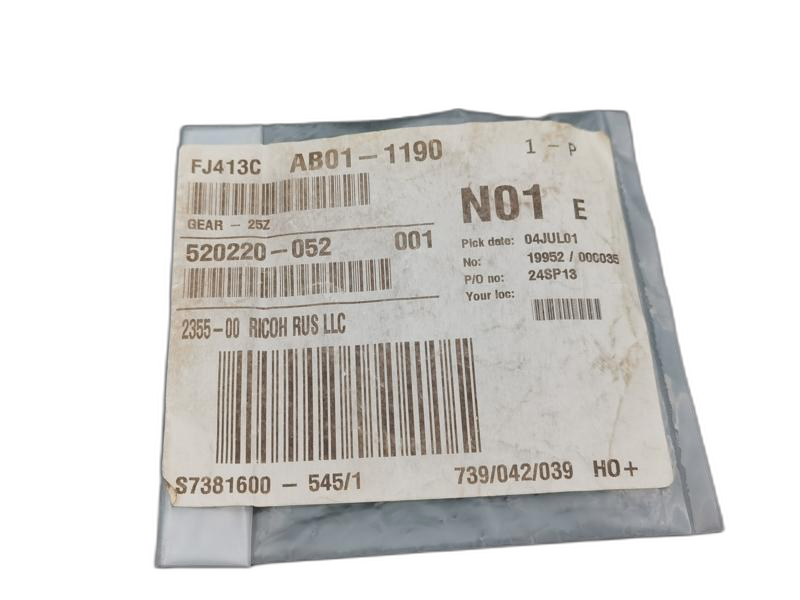 FJ413C AB01-1190 1 - P
GEAR - 25Z
N01 E
520220-052 001
Pick date: 04JUL01
No: 19952 / 000035
P/O no: 24SP13
Your loc:
2355-00 RICOH RUS LLC
S7381600 - 545/1 739/042/039 HO+